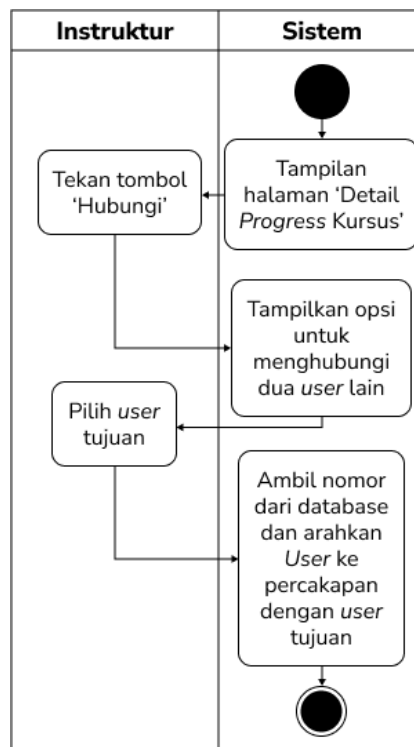 Instruktur
Sistem
Tampilan
halaman ‘Detail
Progress Kursus’
Tekan tombol
‘Hubungi’
Tampilkan opsi
untuk
menghubungi
dua user lain
Pilih user
tujuan
Ambil nomor
dari database
dan arahkan
User ke
percakapan
dengan user
tujuan